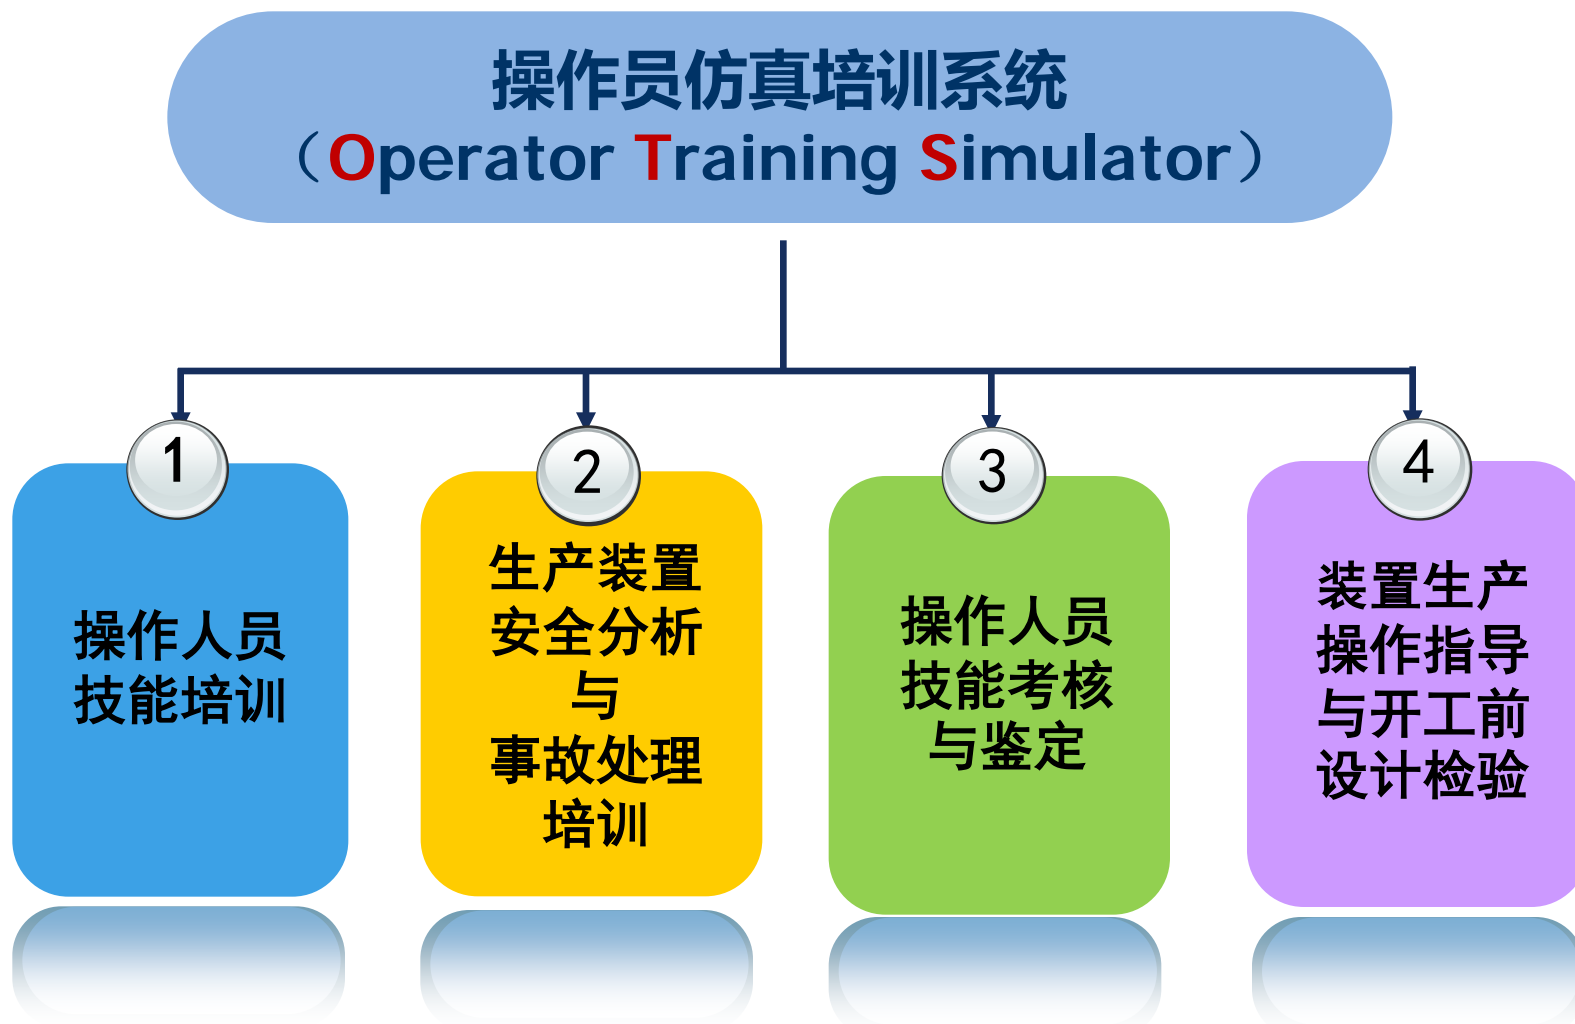 操作员仿真培训系统
（Operator Training Simulator）
1
操作人员
技能培训
2
生产装置
安全分析
与
事故处理
培训
3
操作人员
技能考核
与鉴定
4
装置生产
操作指导
与开工前
设计检验